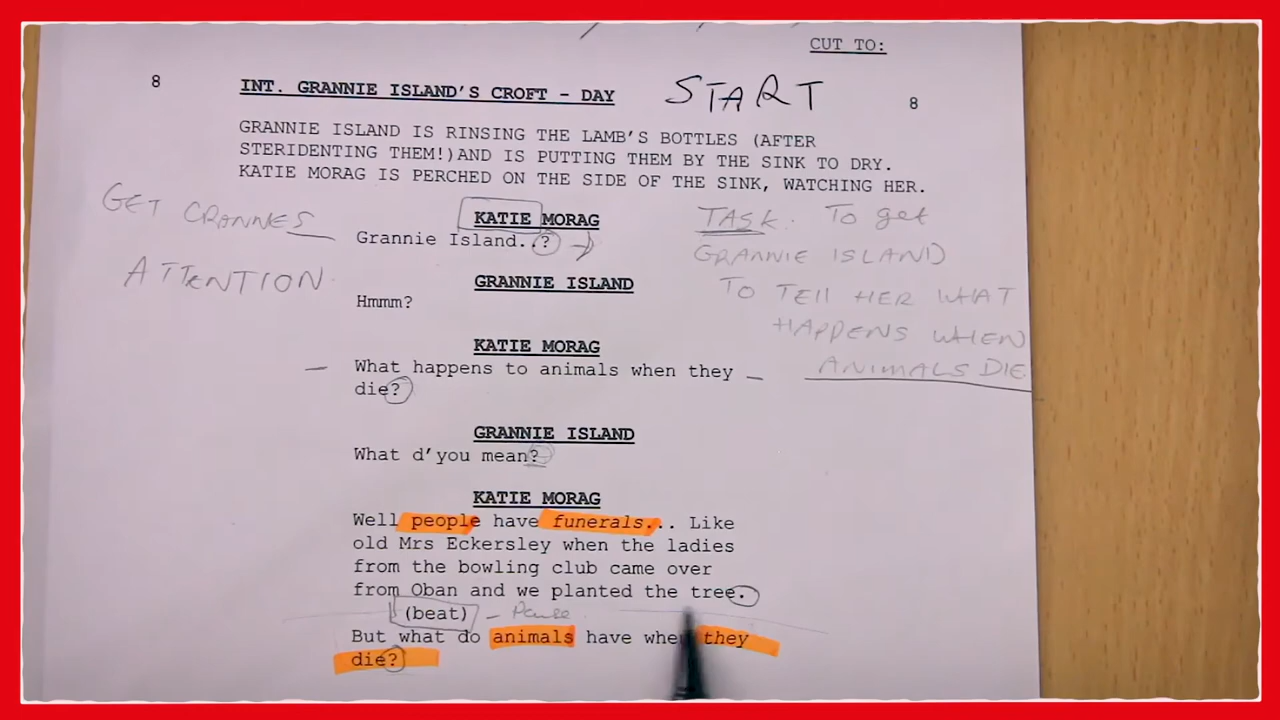 CUT TO:
8 INT. GRANNIE ISLAND'S CROFT - DAY START 8
GRANNIE ISLAND IS RINSING THE LAMB'S BOTTLES (AFTER
STERIDENTING THEM!)AND IS PUTTING THEM BY THE SINK TO DRY.
KATIE MORAG IS PERCHED ON THE SIDE OF THE SINK, WATCHING HER.
GET GRANNES
ATTENTION
KATIE MORAG
Grannie Island..?
TASK: To get
GRANNIE ISLAND
TO TELL HER WHAT
HAPPENS WHEN
ANIMALS DIE
GRANNIE ISLAND
Hmmm?
KATIE MORAG
What happens to animals when they
die?
GRANNIE ISLAND
What d'you mean?
KATIE MORAG
Well people have funerals... Like
old Mrs Eckersley when the ladies
from the bowling club came over
from Oban and we planted the tree.
(beat) - Pause
But what do animals have when they
die?